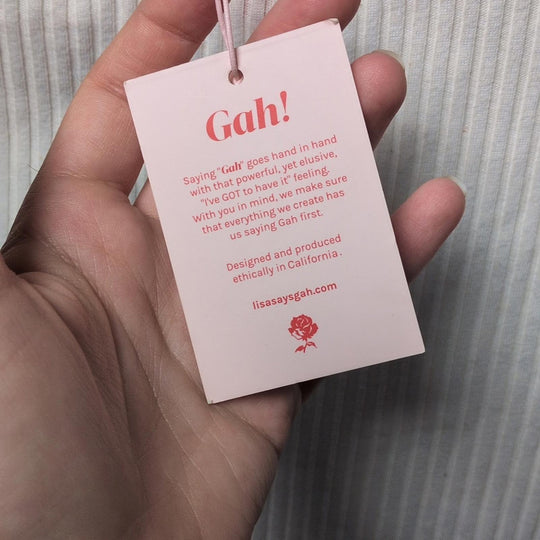 Gah!
Saying "Gah" goes hand in hand
with that powerful, yet elusive,
"I've GOT to have it" feeling.
With you in mind, we make sure
that everything we create has
us saying Gah first.
Designed and produced
ethically in California.
lisasaysgah.com